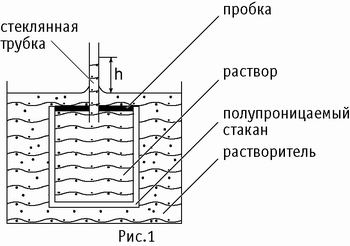 пробка
стеклянная
трубка
h
раствор
полупроницаемый
стакан
растворитель
Рис.1